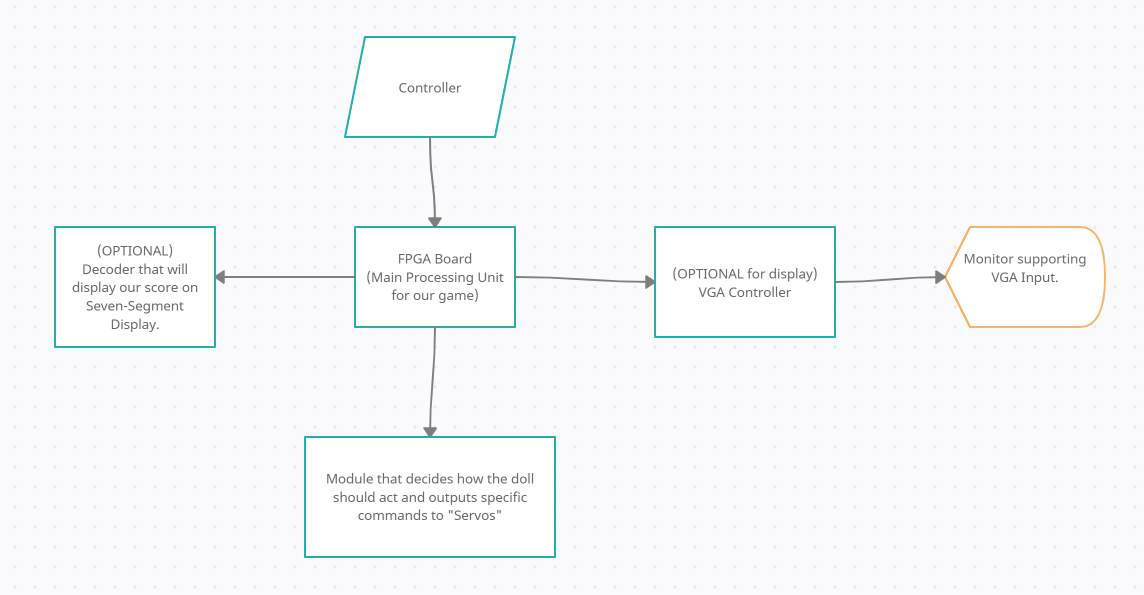 Controller
(OPTIONAL)
Decoder that will
display our score on
Seven-Segment
Display.
FPGA Board
(Main Processing Unit
for our game)
(OPTIONAL for display)
VGA Controller
Monitor supporting
VGA Input.
Module that decides how the doll
should act and outputs specific
commands to "Servos"